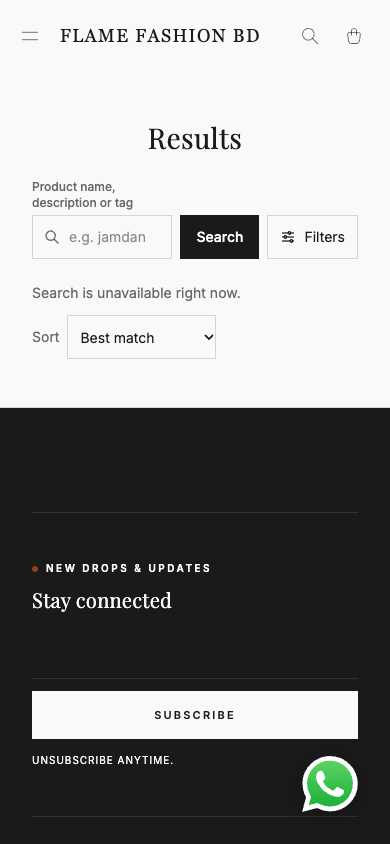 FLAME FASHION BD
Results
Product name,
description or tag
e.g. jamdan
Search
Filters
Search is unavailable right now.
Sort
Best match
NEW DROPS & UPDATES
Stay connected
SUBSCRIBE
UNSUBSCRIBE ANYTIME.